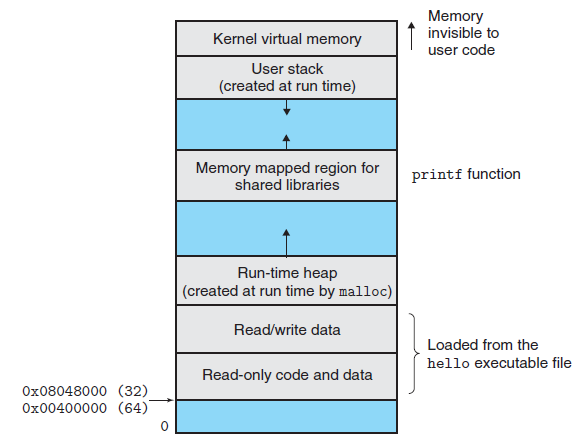 Memory
invisible to
user code
Kernel virtual memory
User stack
(created at run time)
Memory mapped region for
shared libraries
printf function
Run-time heap
(created at run time by malloc)
Read/write data
Loaded from the
hello executable file
Read-only code and data
0x08048000 (32)
0x00400000 (64)
0